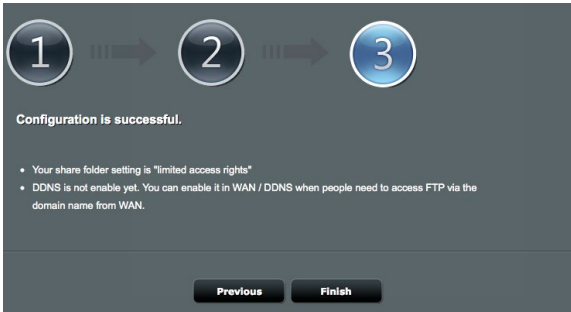 1 2 3
Configuration is successful.
Your share folder setting is "limited access rights"
DDNS is not enable yet. You can enable it in WAN / DDNS when people need to access FTP via the
domain name from WAN.
Previous Finish